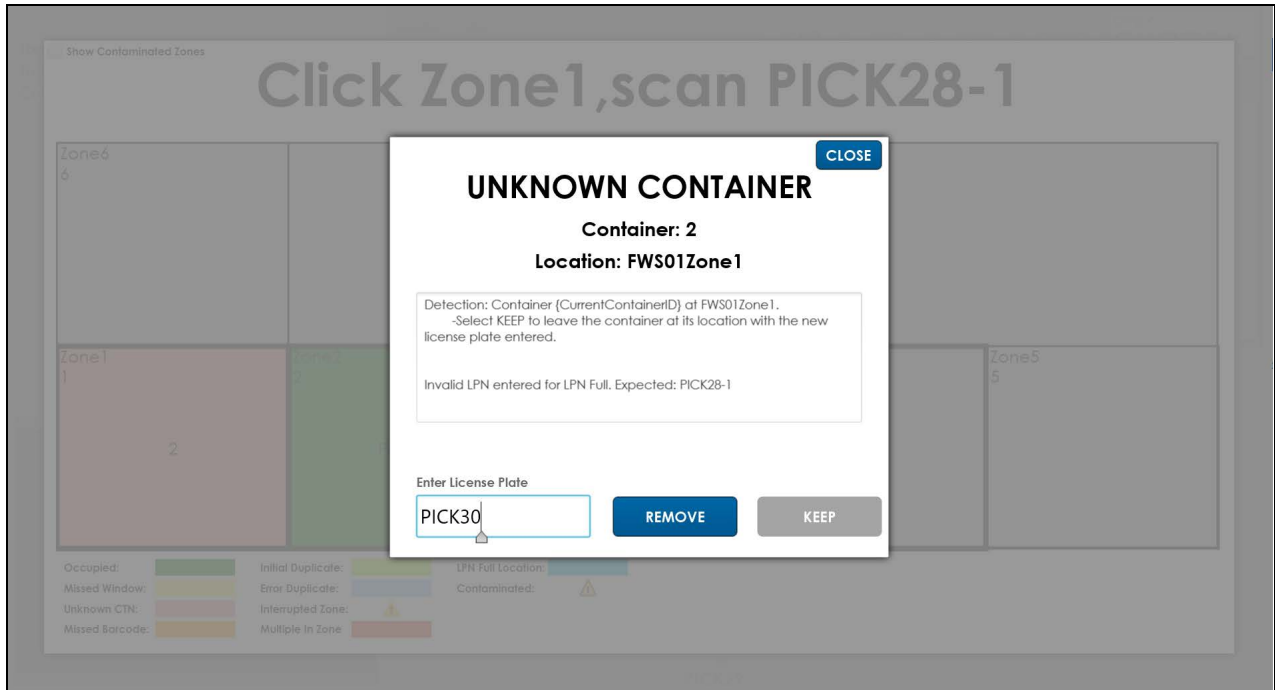 Show Contaminated Zones
Click Zone1,scan PICK28-1
CLOSE
UNKNOWN CONTAINER
Container: 2
Location: FWS01Zone1
Detection: Container {CurrentContainerID} at FWS01Zone1.
-Select KEEP to leave the container at its location with the new
license plate entered.
Invalid LPN entered for LPN Full. Expected: PICK28-1
Enter License Plate
PICK30
REMOVE
KEEP
Zone6
6
Zone1
1
2
Zone2
2
Zone5
5
Occupied:
Initial Duplicate:
LPN Full Location:
Missed Window:
Error Duplicate:
Contaminated:
Unknown CTN:
Interrupted Zone:
Missed Barcode:
Multiple In Zone